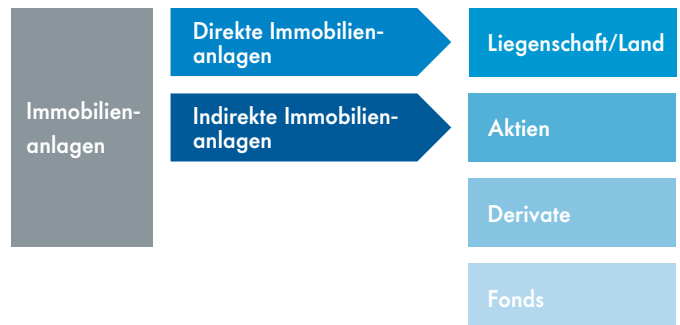 Immobilien-
anlagen
Direkte Immobilien-
anlagen
Liegenschaft/Land
Indirekte Immobilien-
anlagen
Aktien
Derivate
Fonds